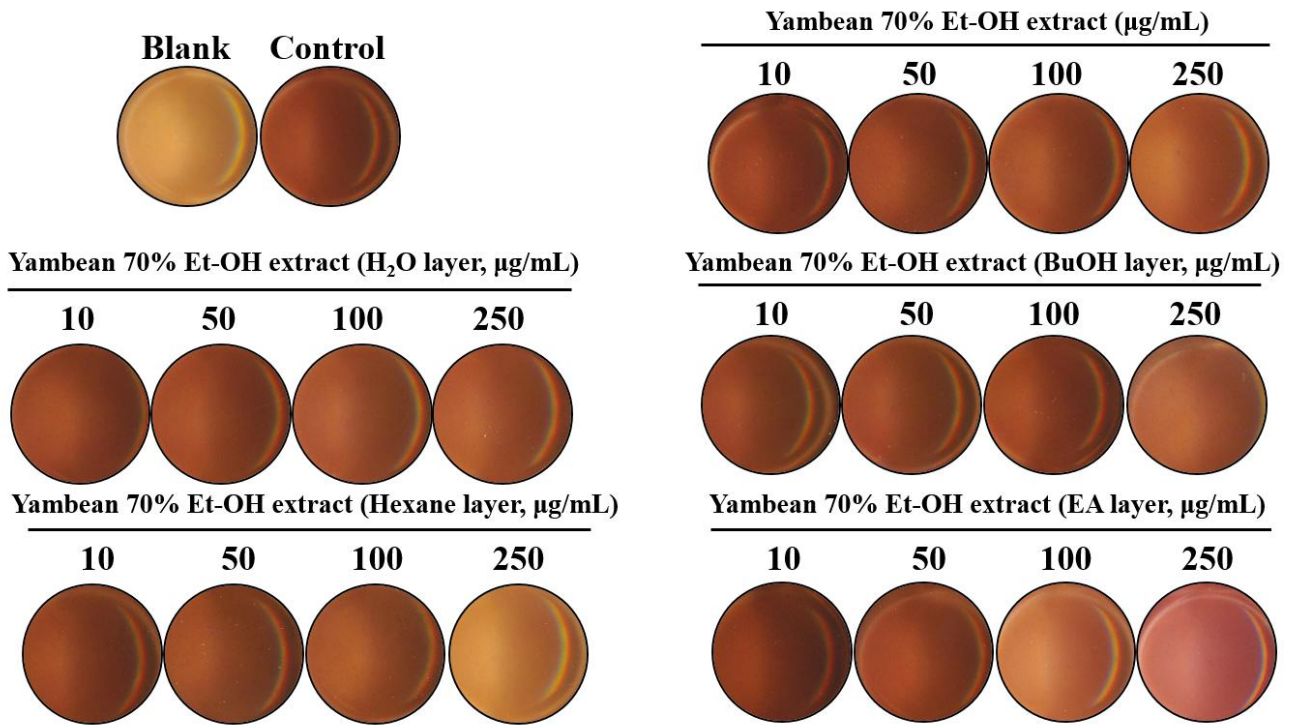 Blank Control
Yambean 70% Et-OH extract (μg/mL)
10 50 100 250
Yambean 70% Et-OH extract (H₂O layer, μg/mL)
10 50 100 250
Yambean 70% Et-OH extract (BuOH layer, μg/mL)
10 50 100 250
Yambean 70% Et-OH extract (Hexane layer, μg/mL)
10 50 100 250
Yambean 70% Et-OH extract (EA layer, μg/mL)
10 50 100 250